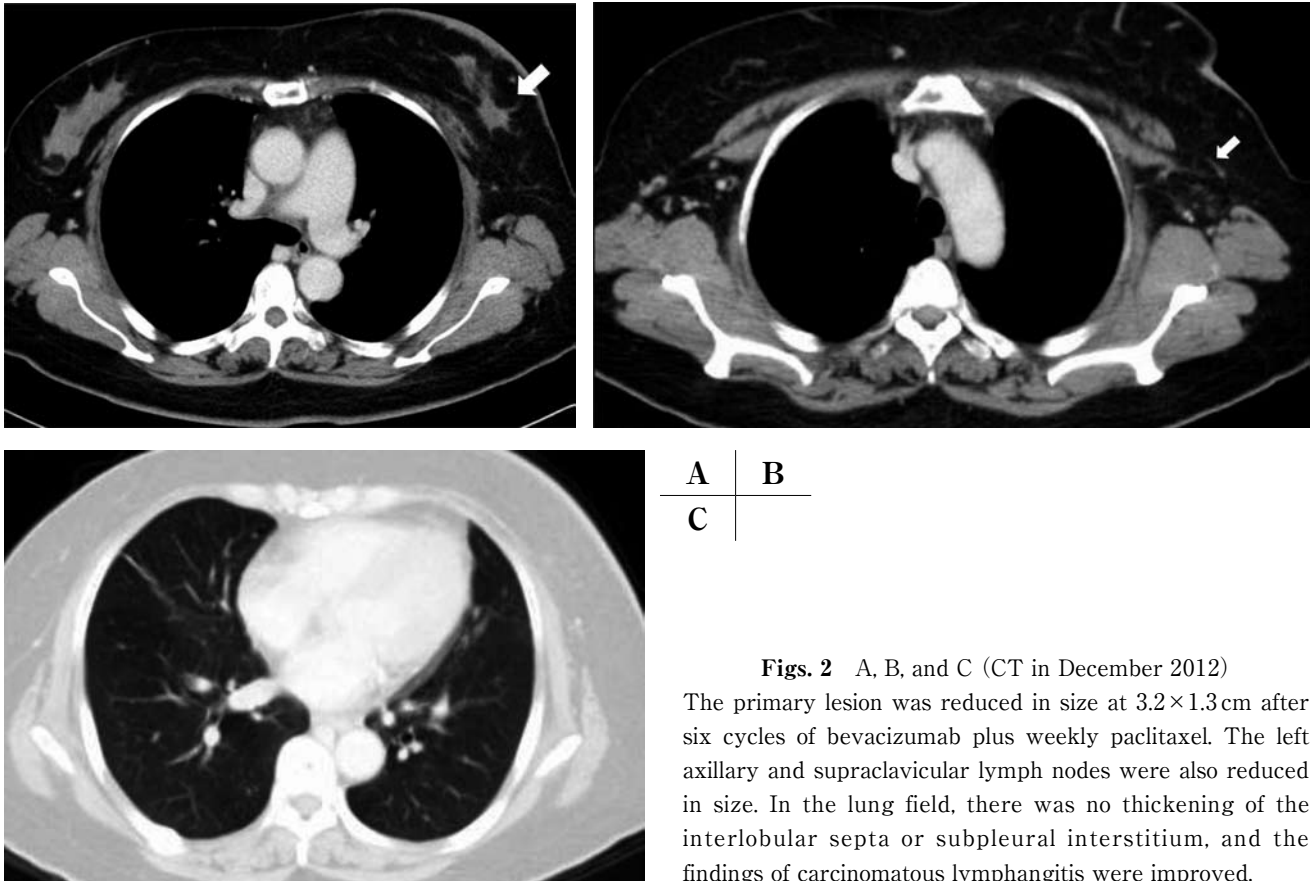 A B
C
Figs. 2 A, B, and C (CT in December 2012)
The primary lesion was reduced in size at 3.2×1.3 cm after
six cycles of bevacizumab plus weekly paclitaxel. The left
axillary and supraclavicular lymph nodes were also reduced
in size. In the lung field, there was no thickening of the
interlobular septa or subpleural interstitium, and the
findings of carcinomatous lymphangitis were improved.